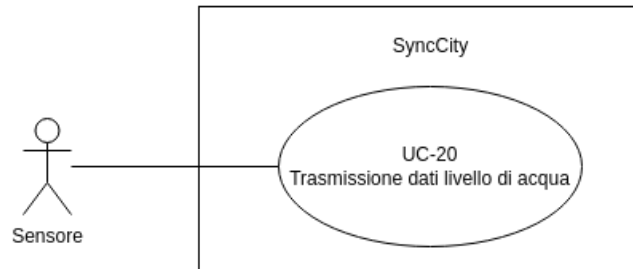 SyncCity
UC-20
Trasmissione dati livello di acqua
Sensore